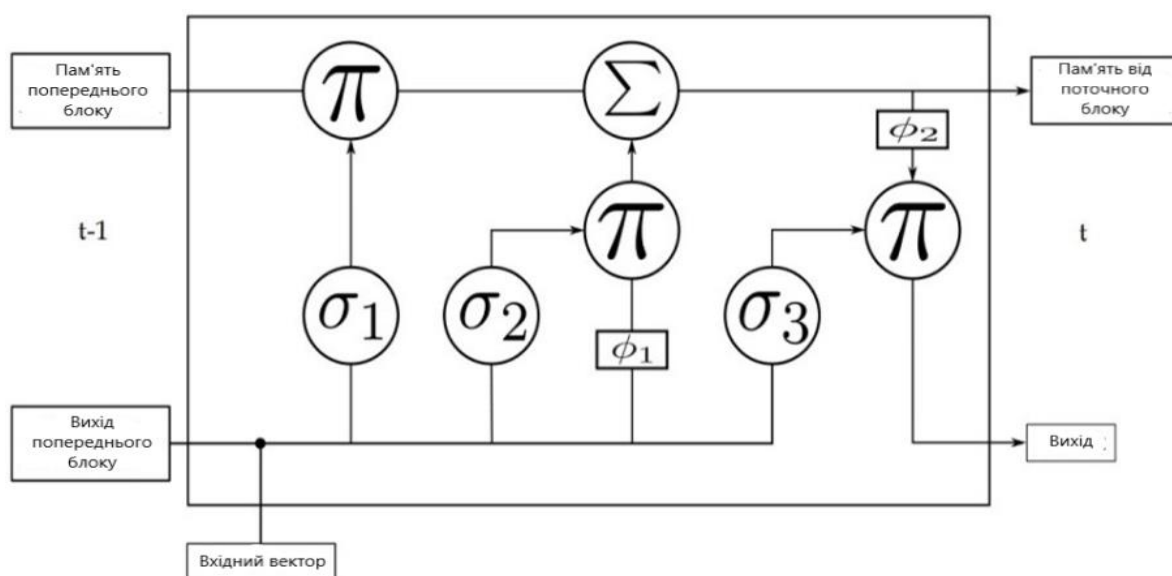 Пам'ять
попереднього
блоку
π
Σ
Пам'ять від
поточного
блоку
ϕ₂
t-1
π
π
t
σ₁
σ₂
σ₃
ϕ₁
Вихід
попереднього
блоку
Вихід
Вхідний вектор